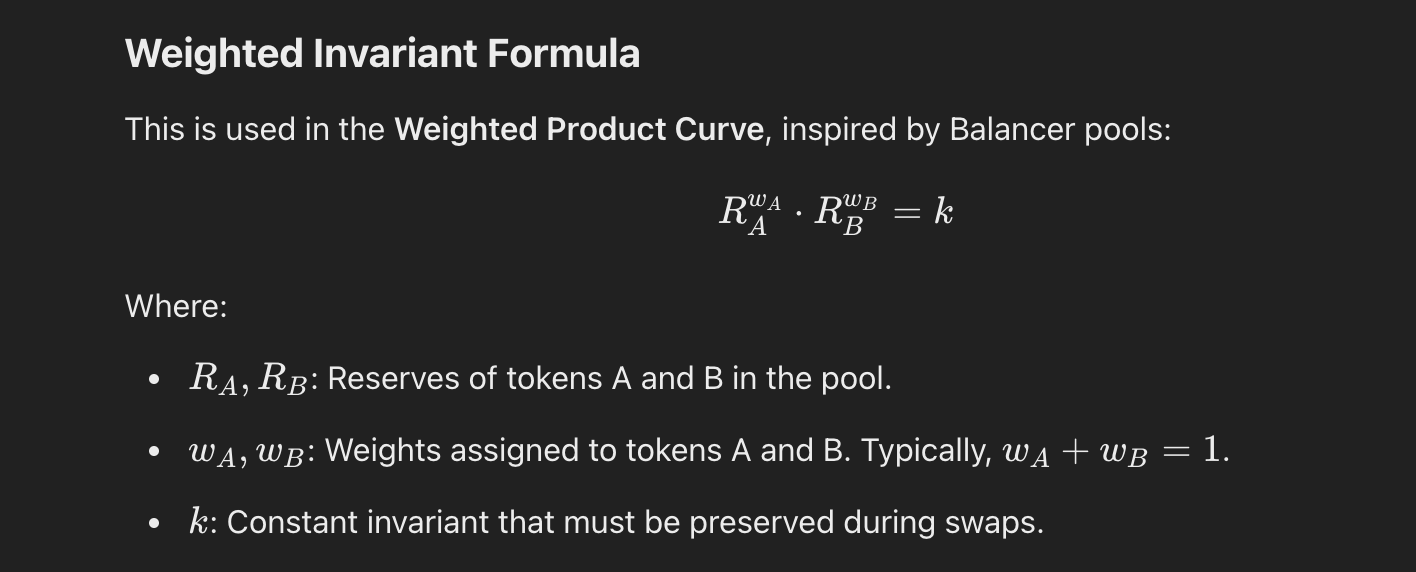 Weighted Invariant Formula
This is used in the Weighted Product Curve, inspired by Balancer pools:
$R_A^{w_A} \cdot R_B^{w_B} = k$
Where:
• $R_A, R_B$: Reserves of tokens A and B in the pool.
• $w_A, w_B$: Weights assigned to tokens A and B. Typically, $w_A + w_B = 1$.
• $k$: Constant invariant that must be preserved during swaps.